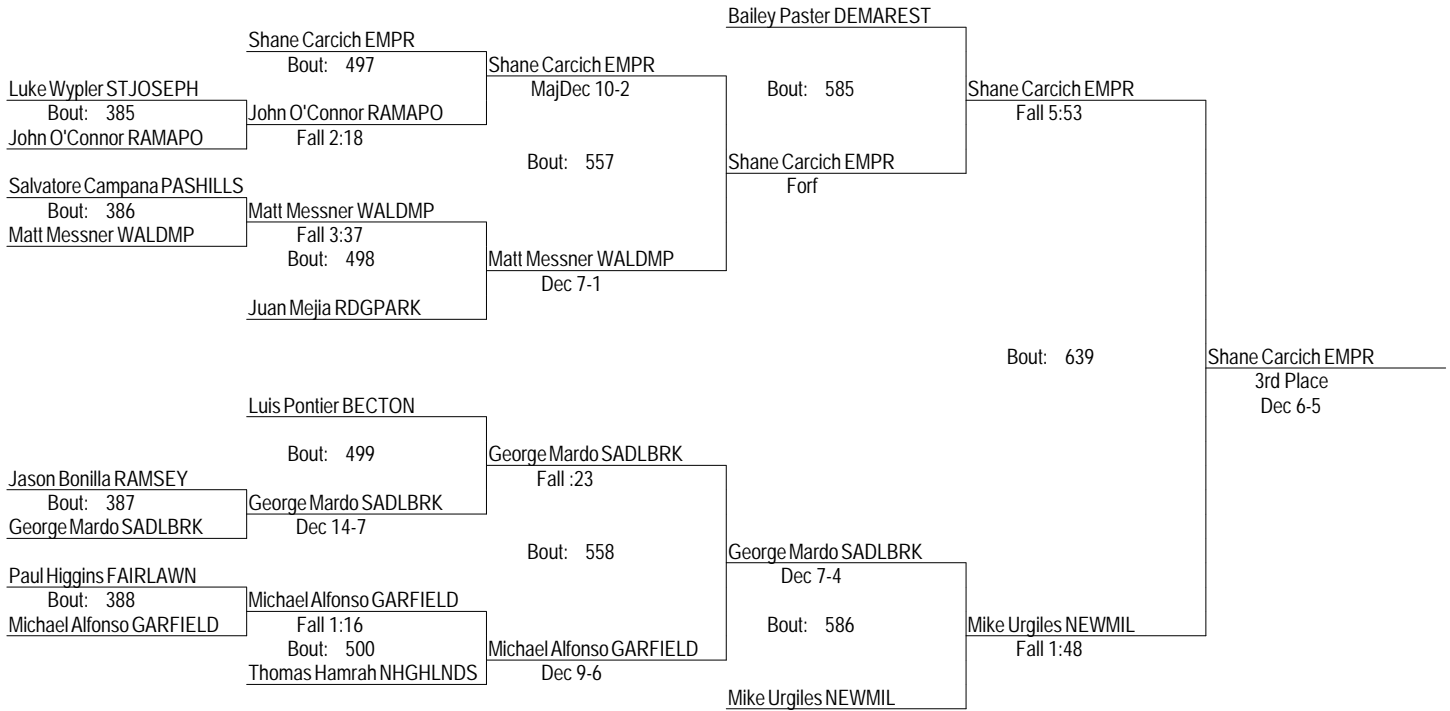 Bailey Paster DEMAREST
Shane Carcich EMPR
Bout: 497
Shane Carcich EMPR
MajDec 10-2
Luke Wypler STJOSEPH
Bout: 385
John O'Connor RAMAPO
John O'Connor RAMAPO
Fall 2:18
Bout: 585
Shane Carcich EMPR
Fall 5:53
Bout: 557
Shane Carcich EMPR
Forf
Salvatore Campana PASHILLS
Bout: 386
Matt Messner WALDMP
Matt Messner WALDMP
Fall 3:37
Bout: 498
Matt Messner WALDMP
Dec 7-1
Juan Mejia RDGPARK
Bout: 639
Shane Carcich EMPR
3rd Place
Dec 6-5
Luis Pontier BECTON
Bout: 499
George Mardo SADLBRK
Fall :23
Jason Bonilla RAMSEY
Bout: 387
George Mardo SADLBRK
George Mardo SADLBRK
Dec 14-7
Bout: 558
George Mardo SADLBRK
Dec 7-4
Paul Higgins FAIRLAWN
Bout: 388
Michael Alfonso GARFIELD
Michael Alfonso GARFIELD
Fall 1:16
Bout: 500
Michael Alfonso GARFIELD
Dec 9-6
Thomas Hamrah NHGHLNDS
Bout: 586
Mike Urgiles NEWMIL
Fall 1:48
Mike Urgiles NEWMIL